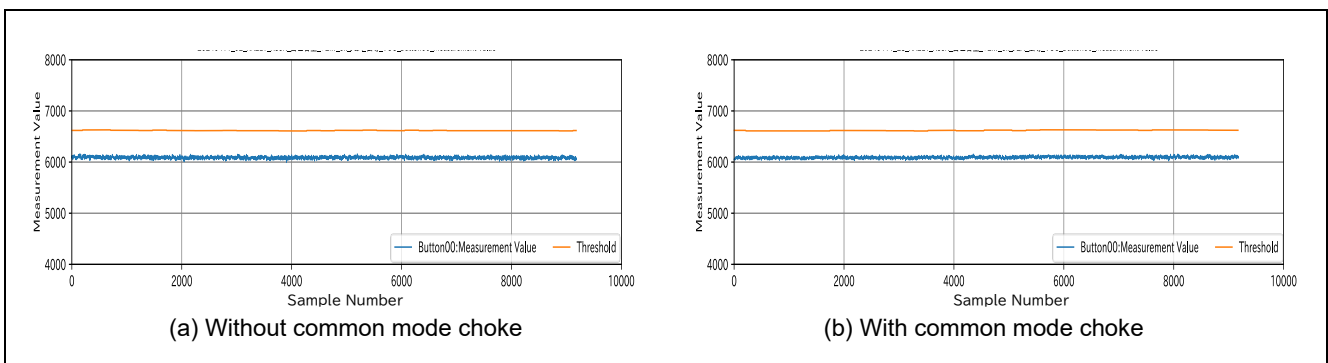 8000
7000
6000
5000
4000
Measurement Value
Button00:Measurement Value
Threshold
0 2000 4000 6000 8000 10000
Sample Number
(a) Without common mode choke
8000
7000
6000
5000
4000
Measurement Value
Button00:Measurement Value
Threshold
0 2000 4000 6000 8000 10000
Sample Number
(b) With common mode choke